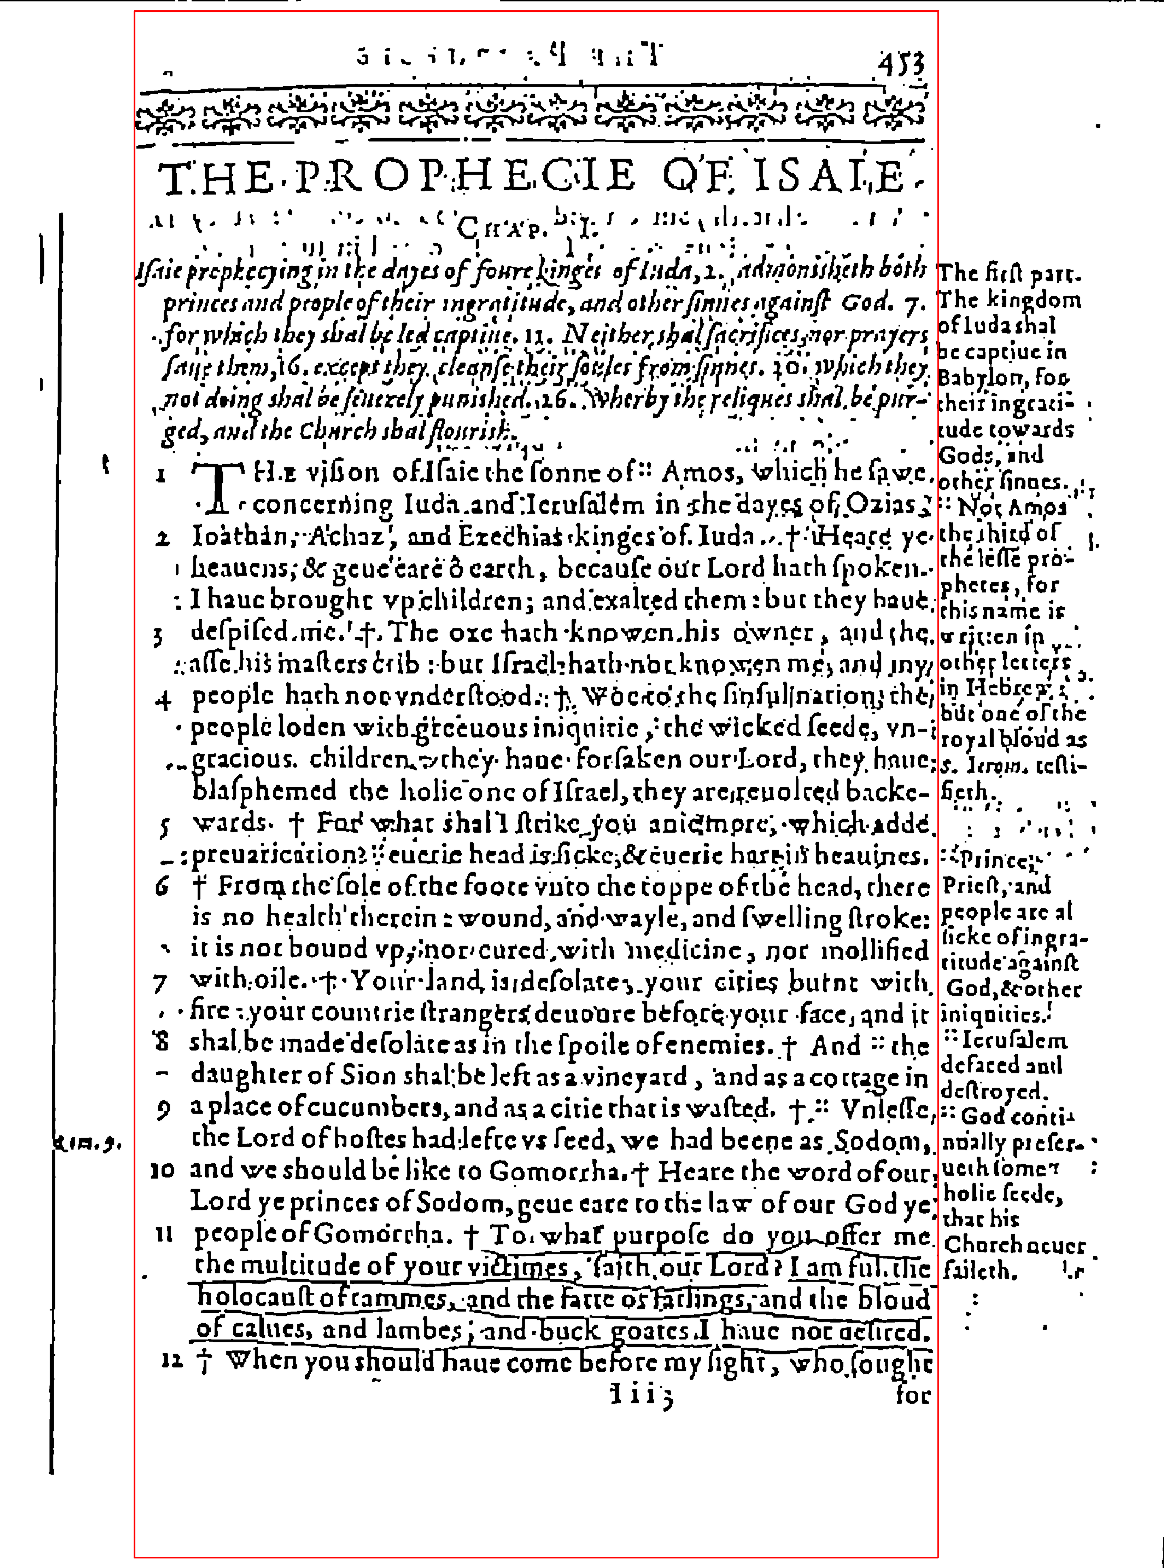 453
THE PROPHECIE OF ISAIE.
CHAP. I.
Isaie prophecying in the dayes of foure kinges of Iuda, 2. admonisheth both
princes and people of their ingratitude, and other sinnes against God. 7.
for which they shal be led captiue. 11. Neither shal sacrifices, nor prayers
saue them, 16. except they cleanse their soules from sinnes. 20. which they
not doing shal be seuerely punished. 26. Wherby the reliques shal be pur-
ged, and the Church shal flourish.
1 THE vision of Isaie the sonne of :: Amos, which he sawe
concerning Iuda and Ierusalem in the dayes of Ozias,
2 Ioathan, Achaz, and Ezechias kinges of Iuda. † Heare ye
heauens, & geue eare ô earth, because our Lord hath spoken.
I haue brought vp children, and exalted them: but they haue
3 despised me. †. The oxe hath knowen his owner, and the
asse his masters crib: but Israel hath not knowen me, and my
4 people hath not vnderstood. † Woe to the sinful nation, the
people loden with greeuous iniquitie, the wicked seede, vn-
gracious children. they haue forsaken our Lord, they haue
blasphemed the holie one of Israel, they are reuolted backe-
5 wards. † For what shal I strike you anie more, which adde
preuarication? :: euerie head is sicke, & euerie hart is heauines.
6 † From the sole of the foote vnto the toppe of the head, there
is no health therein: wound, and wayle, and swelling stroke:
it is not bound vp, nor cured with medicine, nor mollified
7 with oile. † Your land is desolate, your cities burnt with
fire: your countrie strangers deuoure before your face, and it
8 shal be made desolate as in the spoile of enemies. † And :: the
daughter of Sion shal be left as a vineyard, and as a cottage in
9 a place of cucumbers, and as a citie that is wasted. † :: Vnlesse
the Lord of hostes had lefte vs seed, we had beene as Sodom,
10 and we should be like to Gomorrha. † Heare the word of our
Lord ye princes of Sodom, geue eare to the law of our God ye
11 people of Gomorrha. † To what purpose do you offer me
the multitude of your victimes, saith our Lord? I am ful. the
holocaust of rammes, and the fatte of fatlings, and the bloud
of calues, and lambes, and buck goates I haue not desired.
12 † When you should haue come before my sight, who sought
Iii 3 for
The first part.
The kingdom
of Iuda shal
be captiue in
Babylon, for
their ingrati-
tude towards
Gods, and
other sinnes.
:: Not Amos
the third of
the lesse pro-
phetes, for
this name is
written in
other letters
in Hebrew:
but one of the
royal bloud as
S. Ierom. testi-
fieth.
:: Prince,
Priest, and
people are al
sicke of ingra-
titude against
God, & other
iniquities.
:: Ierusalem
defaced and
destroyed.
:: God conti-
nually preser-
ueth some
holie seede,
that his
Church neuer
faileth.